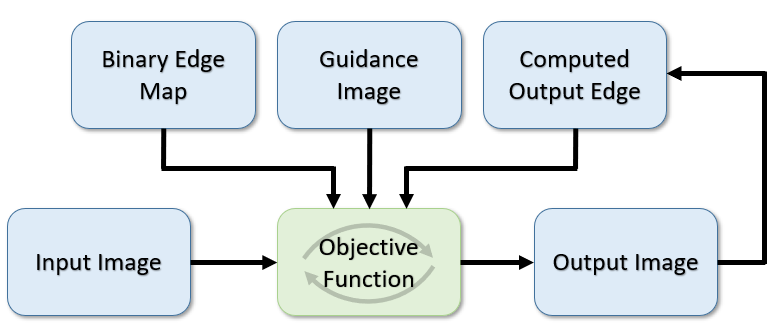 Binary Edge
Map
Guidance
Image
Computed
Output Edge
Input Image
Objective
Function
Output Image